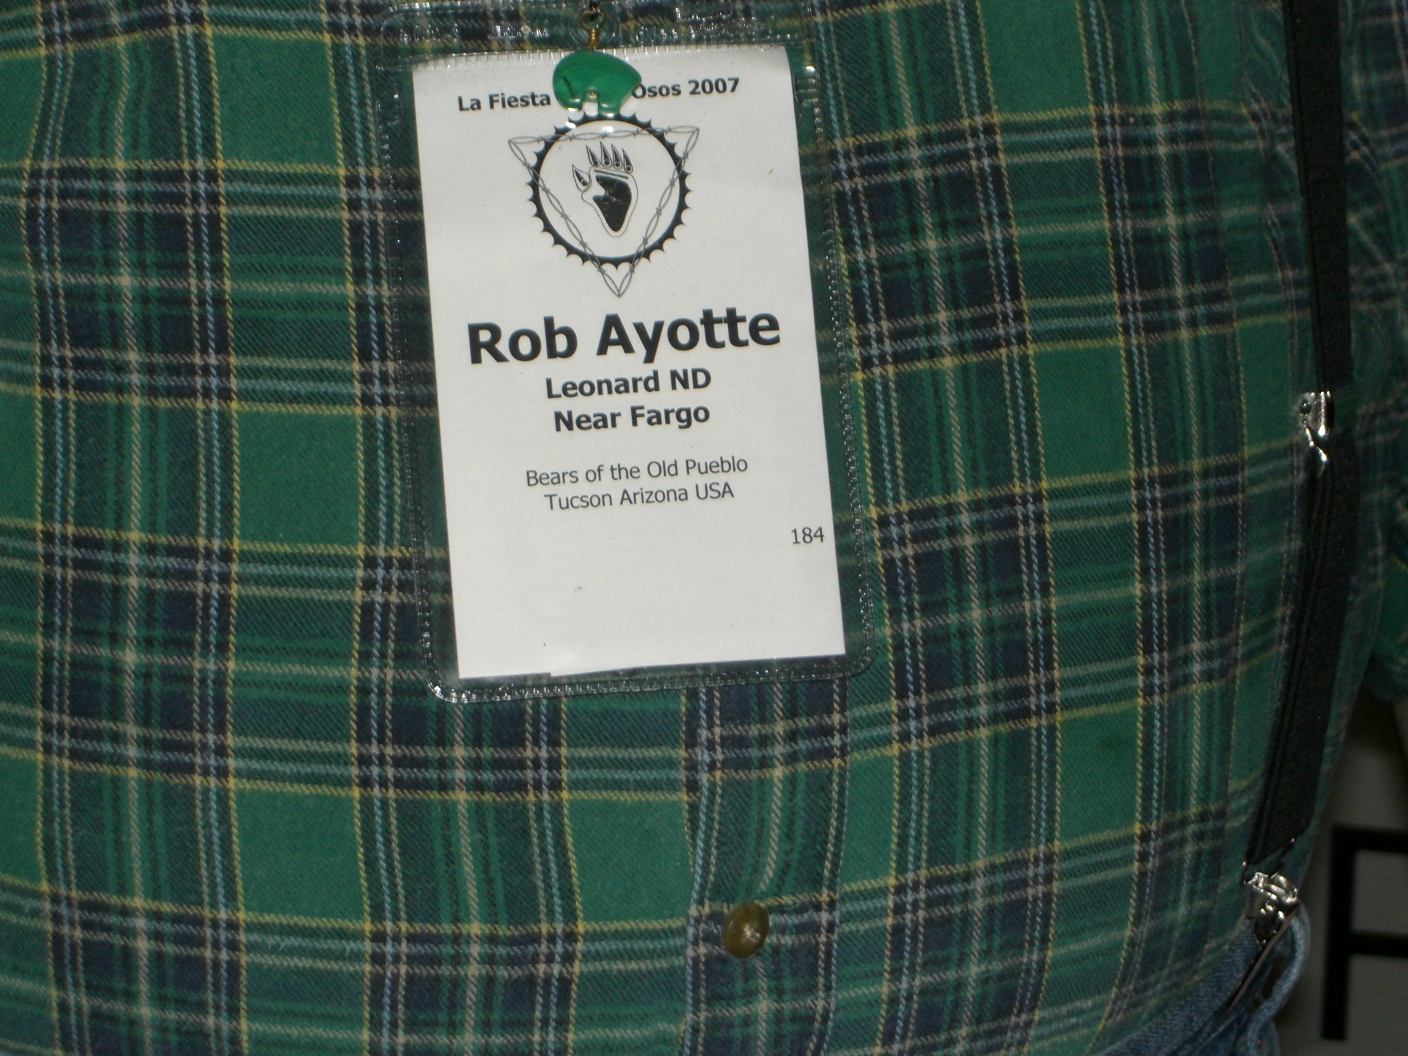 La Fiesta Osos 2007
Rob Ayotte
Leonard ND
Near Fargo
Bears of the Old Pueblo
Tucson Arizona USA
184